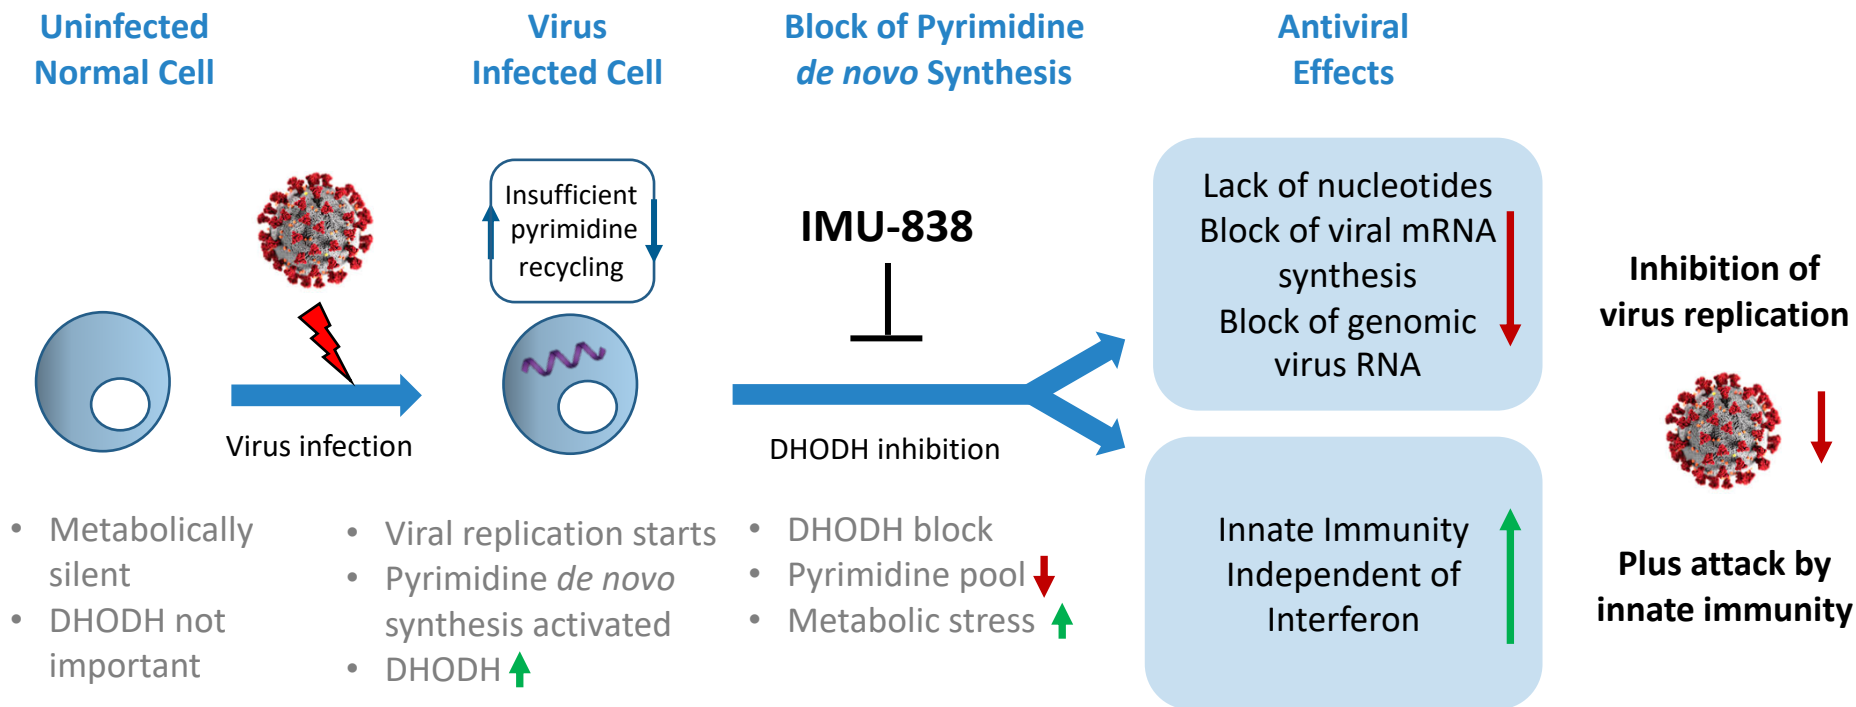 Uninfected
Normal Cell
Virus
Infected Cell
Block of Pyrimidine
de novo Synthesis
Antiviral
Effects
Insufficient
pyrimidine
recycling
IMU-838
Virus infection
DHODH inhibition
Lack of nucleotides
Block of viral mRNA
synthesis
Block of genomic
virus RNA
Innate Immunity
Independent of
Interferon
Inhibition of
virus replication
Plus attack by
innate immunity
• Metabolically
silent
• DHODH not
important
• Viral replication starts
• Pyrimidine de novo
synthesis activated
• DHODH
• DHODH block
• Pyrimidine pool
• Metabolic stress